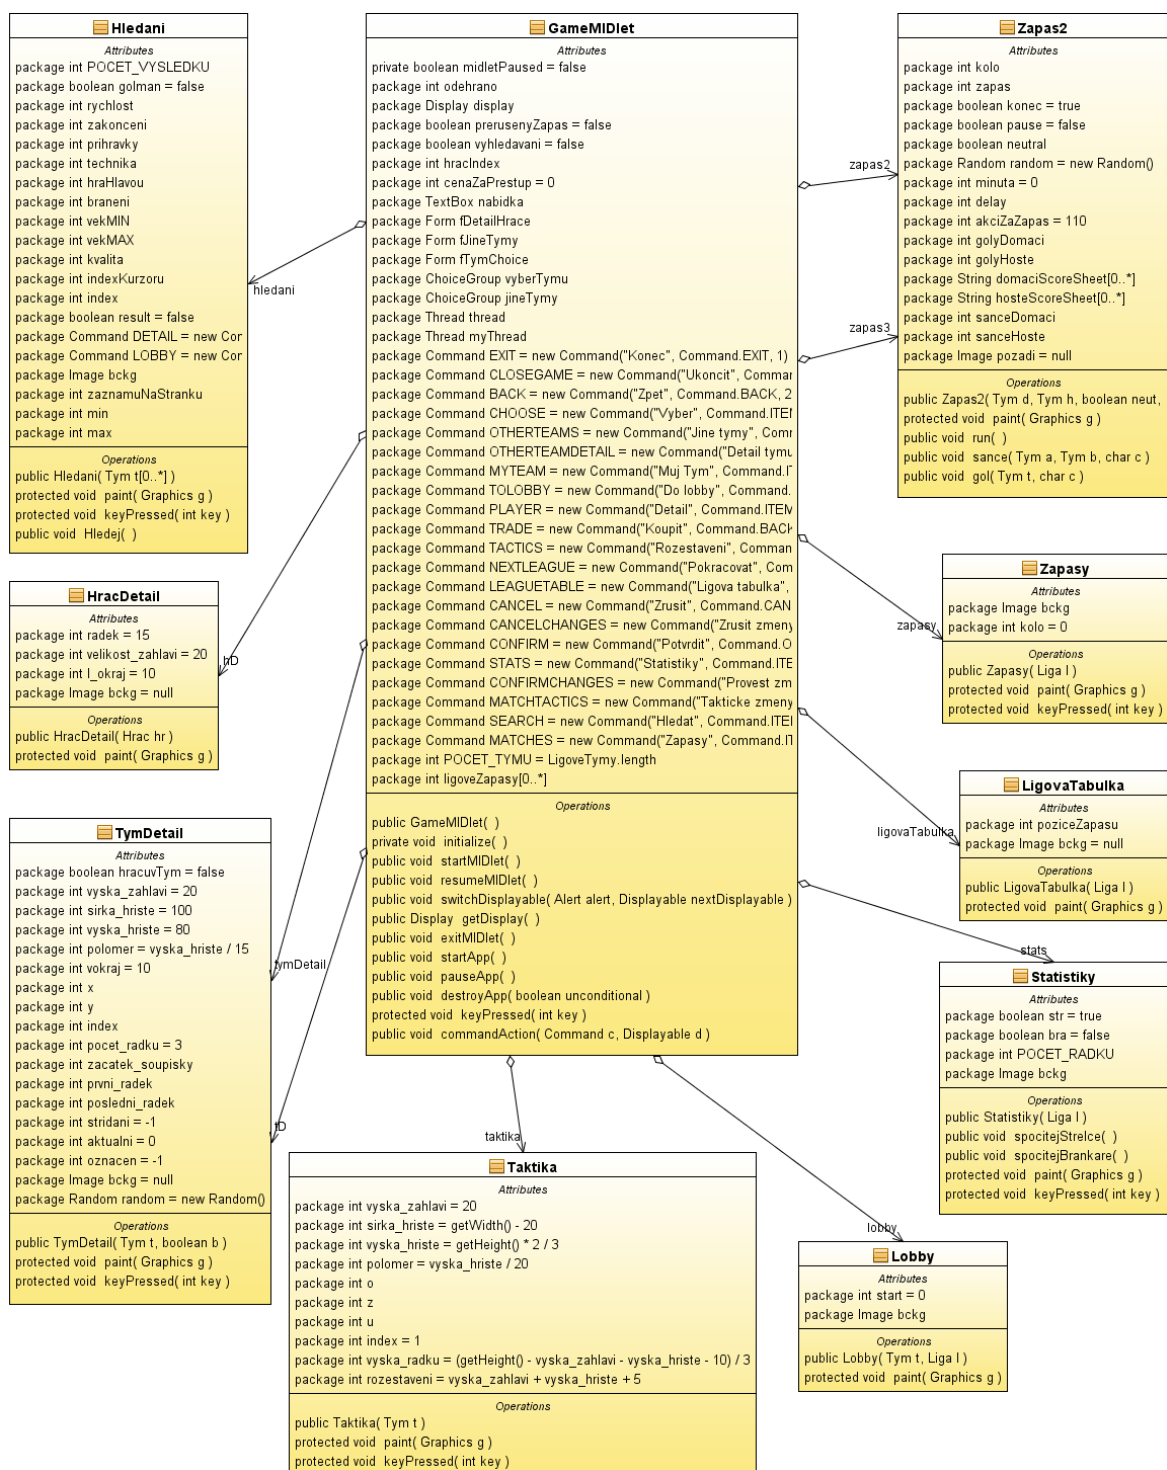 Hledani
Attributes
package int POCET_VYSLEDKU
package boolean golman = false
package int rychlost
package int zakonceni
package int prihravky
package int technika
package int hraHlavou
package int braneni
package int vekMIN
package int vekMAX
package int kvalita
package int indexKurzoru
package int index
package boolean result = false
package Command DETAIL = new Cor
package Command LOBBY = new Cor
package Image bckg
package int zaznamuNaStranku
package int min
package int max
Operations
public Hledani( Tym t[0..*] )
protected void paint( Graphics g )
protected void keyPressed( int key )
public void Hledej( )
HracDetail
Attributes
package int radek = 15
package int velikost_zahlavi = 20
package int l_okraj = 10
package Image bckg = null
Operations
public HracDetail( Hrac hr )
protected void paint( Graphics g )
TymDetail
Attributes
package boolean hracuvTym = false
package int vyska_zahlavi = 20
package int sirka_hriste = 100
package int vyska_hriste = 80
package int polomer = vyska_hriste / 15
package int vokraj = 10
package int x
package int y
package int index
package int pocet_radku = 3
package int zacatek_soupisky
package int prvni_radek
package int posledni_radek
package int stridani = -1
package int aktualni = 0
package int oznacen = -1
package Image bckg = null
package Random random = new Random()
Operations
public TymDetail( Tym t, boolean b )
protected void paint( Graphics g )
protected void keyPressed( int key )
hledani
hD
tymDetail
tD
GameMIDlet
Attributes
private boolean midletPaused = false
package int odehrano
package Display display
package boolean prerusenyZapas = false
package boolean vyhledavani = false
package int hracIndex
package int cenaZaPrestup = 0
package TextBox nabidka
package Form fDetailHrace
package Form fJineTymy
package Form fTymChoice
package ChoiceGroup vyberTymu
package ChoiceGroup jineTymy
package Thread thread
package Thread myThread
package Command EXIT = new Command("Konec", Command.EXIT, 1)
package Command CLOSEGAME = new Command("Ukoncit", Commar
package Command BACK = new Command("Zpet", Command.BACK, 2
package Command CHOOSE = new Command("Vyber", Command.ITEI
package Command OTHERTEAMS = new Command("Jine tymy", Comr
package Command OTHERTEAMDETAIL = new Command("Detail tymu
package Command MYTEAM = new Command("Muj Tym", Command.I1
package Command TOLOBBY = new Command("Do lobby", Command.
package Command PLAYER = new Command("Detail", Command.ITEM
package Command TRADE = new Command("Koupit", Command.BACK
package Command TACTICS = new Command("Rozestaveni", Comman
package Command NEXTLEAGUE = new Command("Pokracovat", Com
package Command LEAGUETABLE = new Command("Ligova tabulka",
package Command CANCEL = new Command("Zrusit", Command.CAN
package Command CANCELCHANGES = new Command("Zrusit zmeny
package Command CONFIRM = new Command("Potvrdit", Command.O
package Command STATS = new Command("Statistiky", Command.ITE
package Command CONFIRMCHANGES = new Command("Provest zm
package Command MATCHTACTICS = new Command("Takticke zmeny
package Command SEARCH = new Command("Hledat", Command.ITEI
package Command MATCHES = new Command("Zapasy", Command.I1
package int POCET_TYMU = LigoveTymy.length
package int ligoveZapasy[0..*]
Operations
public GameMIDlet( )
private void initialize( )
public void startMIDlet( )
public void resumeMIDlet( )
public void switchDisplayable( Alert alert, Displayable nextDisplayable )
public Display getDisplay( )
public void exitMIDlet( )
public void startApp( )
public void pauseApp( )
public void destroyApp( boolean unconditional )
protected void keyPressed( int key )
public void commandAction( Command c, Displayable d )
taktika
Taktika
Attributes
package int vyska_zahlavi = 20
package int sirka_hriste = getWidth() - 20
package int vyska_hriste = getHeight() * 2 / 3
package int polomer = vyska_hriste / 20
package int o
package int z
package int u
package int index = 1
package int vyska_radku = (getHeight() - vyska_zahlavi - vyska_hriste - 10) / 3
package int rozestaveni = vyska_zahlavi + vyska_hriste + 5
Operations
public Taktika( Tym t )
protected void paint( Graphics g )
protected void keyPressed( int key )
zapas2
zapas3
zapasy
ligovaTabulka
stats
lobby
Zapas2
Attributes
package int kolo
package int zapas
package boolean konec = true
package boolean pause = false
package boolean neutral
package Random random = new Random()
package int minuta = 0
package int delay
package int akciZaZapas = 110
package int golyDomaci
package int golyHoste
package String domaciScoreSheet[0..*]
package String hosteScoreSheet[0..*]
package int sanceDomaci
package int sanceHoste
package Image pozadi = null
Operations
public Zapas2( Tym d, Tym h, boolean neut,
protected void paint( Graphics g )
public void run( )
public void sance( Tym a, Tym b, char c )
public void gol( Tym t, char c )
Zapasy
Attributes
package Image bckg
package int kolo = 0
Operations
public Zapasy( Liga l )
protected void paint( Graphics g )
protected void keyPressed( int key )
LigovaTabulka
Attributes
package int poziceZapasu
package Image bckg = null
Operations
public LigovaTabulka( Liga l )
protected void paint( Graphics g )
Statistiky
Attributes
package boolean str = true
package boolean bra = false
package int POCET_RADKU
package Image bckg
Operations
public Statistiky( Liga l )
public void spocitejStrelce( )
public void spocitejBrankare( )
protected void paint( Graphics g )
protected void keyPressed( int key )
Lobby
Attributes
package int start = 0
package Image bckg
Operations
public Lobby( Tym t, Liga l )
protected void paint( Graphics g )